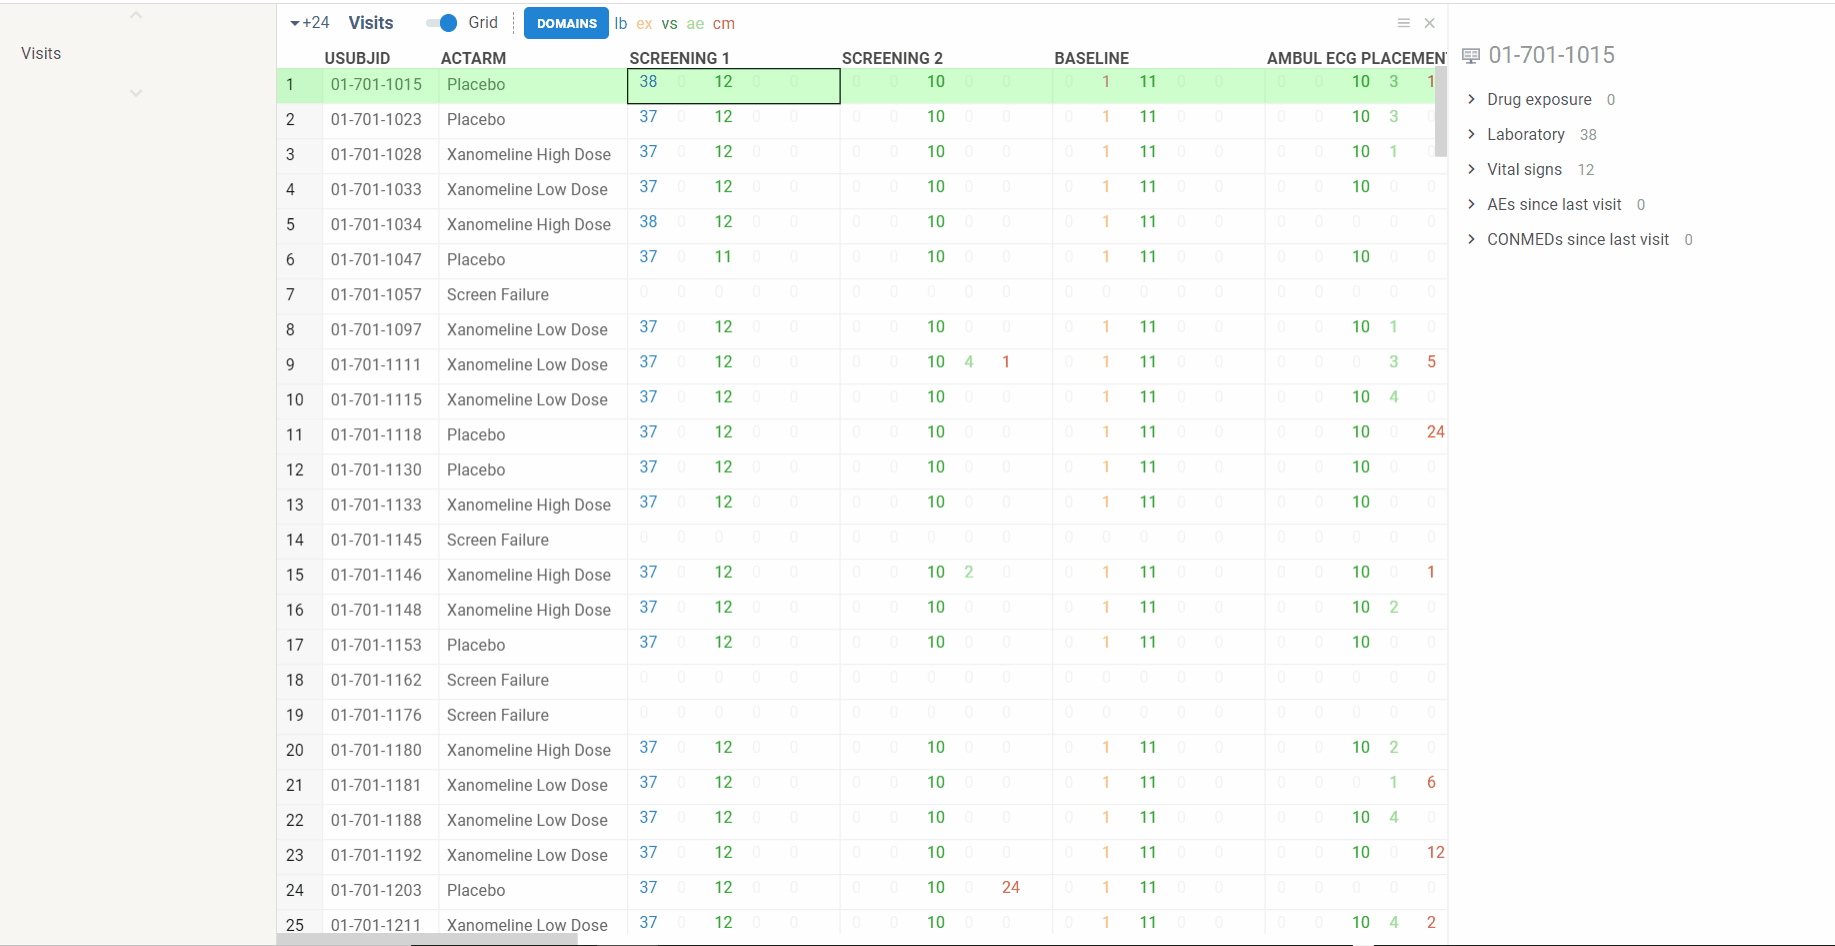 Visits
+24 Visits Grid DOMAINS lb ex vs ae cm
USUBJID ACTARM SCREENING 1 SCREENING 2 BASELINE AMBUL ECG PLACEMEN
1 01-701-1015 Placebo 38 0 12 0 0 0 0 10 0 0 0 1 11 0 0 0 0 10 3 1
2 01-701-1023 Placebo 37 0 12 0 0 0 0 10 0 0 0 1 11 0 0 0 0 10 3 0
3 01-701-1028 Xanomeline High Dose 37 0 12 0 0 0 0 10 0 0 0 1 11 0 0 0 0 10 1 0
4 01-701-1033 Xanomeline Low Dose 37 0 12 0 0 0 0 10 0 0 0 1 11 0 0 0 0 10 0 0
5 01-701-1034 Xanomeline High Dose 38 0 12 0 0 0 0 10 0 0 0 1 11 0 0 0 0 0 0 0
6 01-701-1047 Placebo 37 0 11 0 0 0 0 10 0 0 0 1 11 0 0 0 0 10 0 0
7 01-701-1057 Screen Failure 0 0 0 0 0 0 0 0 0 0 0 0 0 0 0 0 0 0 0 0
8 01-701-1097 Xanomeline Low Dose 37 0 12 0 0 0 0 10 0 0 0 1 11 0 0 0 0 10 1 0
9 01-701-1111 Xanomeline Low Dose 37 0 12 0 0 0 0 10 4 1 0 1 11 0 0 0 0 0 3 5
10 01-701-1115 Xanomeline Low Dose 37 0 12 0 0 0 0 10 0 0 0 1 11 0 0 0 0 10 4 0
11 01-701-1118 Placebo 37 0 12 0 0 0 0 10 0 0 0 1 11 0 0 0 0 10 0 24
12 01-701-1130 Placebo 37 0 12 0 0 0 0 10 0 0 0 1 11 0 0 0 0 10 0 0
13 01-701-1133 Xanomeline High Dose 37 0 12 0 0 0 0 10 0 0 0 1 11 0 0 0 0 10 0 0
14 01-701-1145 Screen Failure 0 0 0 0 0 0 0 0 0 0 0 0 0 0 0 0 0 0 0 0
15 01-701-1146 Xanomeline High Dose 37 0 12 0 0 0 0 10 2 0 0 1 11 0 0 0 0 10 0 1
16 01-701-1148 Xanomeline High Dose 37 0 12 0 0 0 0 10 0 0 0 1 11 0 0 0 0 10 2 0
17 01-701-1153 Placebo 37 0 12 0 0 0 0 10 0 0 0 1 11 0 0 0 0 10 0 0
18 01-701-1162 Screen Failure 0 0 0 0 0 0 0 0 0 0 0 0 0 0 0 0 0 0 0 0
19 01-701-1176 Screen Failure 0 0 0 0 0 0 0 0 0 0 0 0 0 0 0 0 0 0 0 0
20 01-701-1180 Xanomeline High Dose 37 0 12 0 0 0 0 10 0 0 0 1 11 0 0 0 0 10 2 0
21 01-701-1181 Xanomeline Low Dose 37 0 12 0 0 0 0 10 0 0 0 1 11 0 0 0 0 0 1 6
22 01-701-1188 Xanomeline Low Dose 37 0 12 0 0 0 0 10 0 0 0 1 11 0 0 0 0 10 4 0
23 01-701-1192 Xanomeline Low Dose 37 0 12 0 0 0 0 10 0 0 0 1 11 0 0 0 0 10 0 12
24 01-701-1203 Placebo 37 0 12 0 0 0 0 10 0 24 0 1 11 0 0 0 0 0 0 0
25 01-701-1211 Xanomeline Low Dose 37 0 12 0 0 0 0 10 0 0 0 1 11 0 0 0 0 10 4 2
01-701-1015
Drug exposure 0
Laboratory 38
Vital signs 12
AEs since last visit 0
CONMEDs since last visit 0